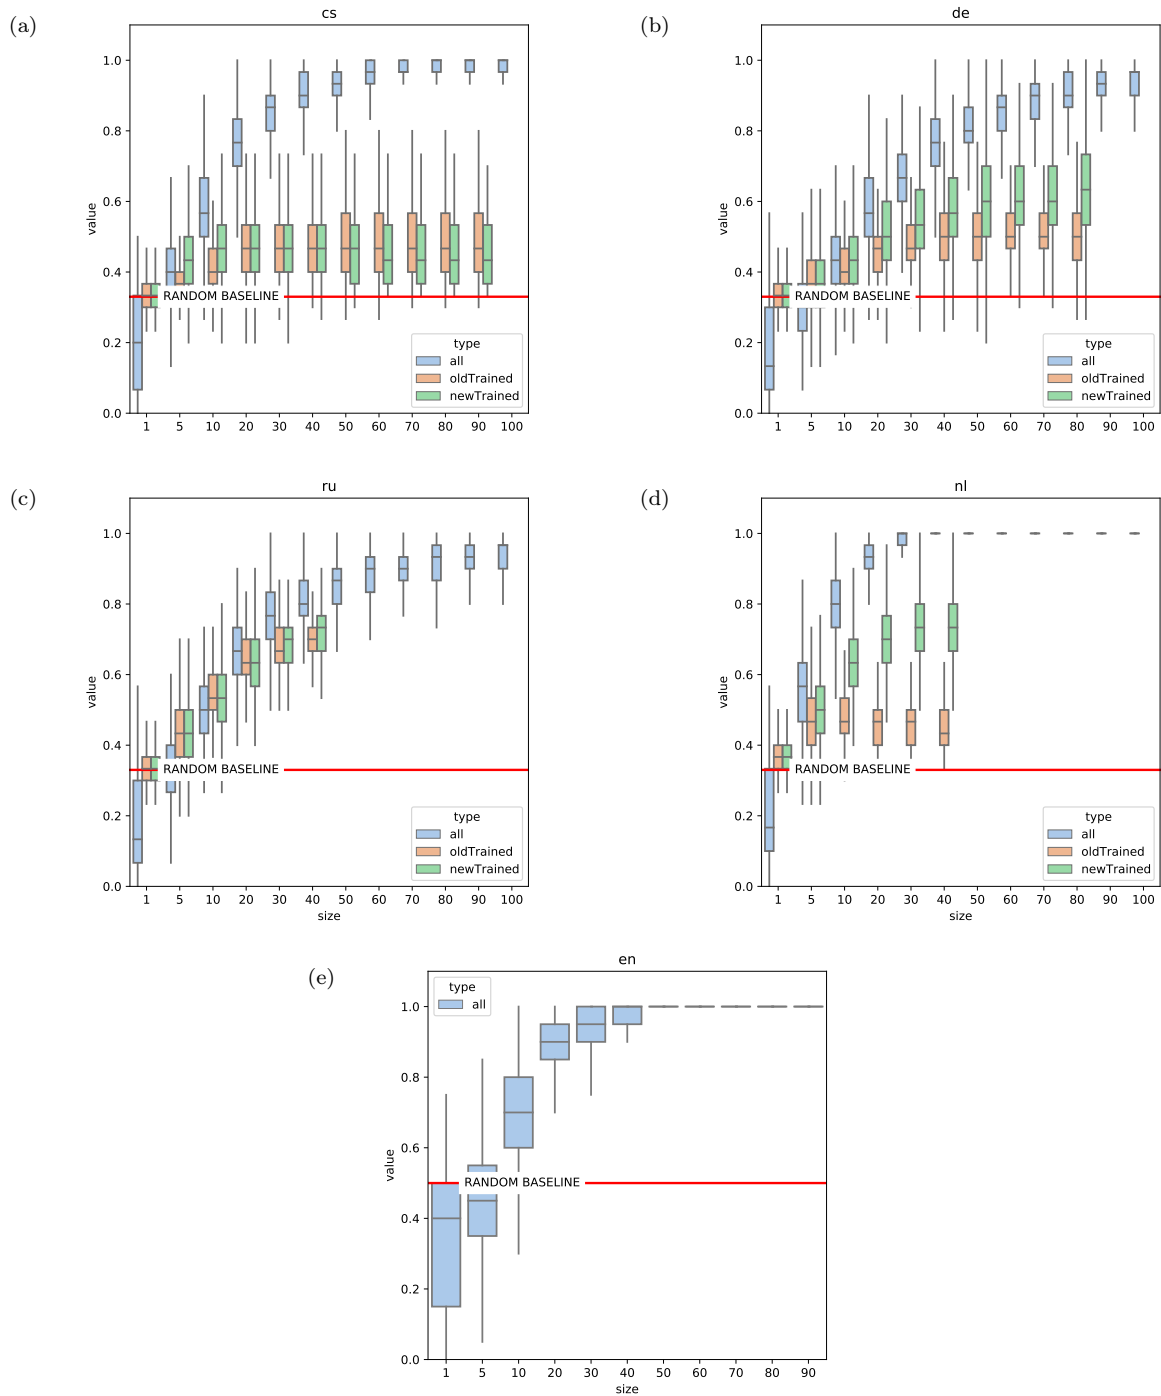 (a)
cs
1.0
0.8
0.6
0.4
0.2
0.0
value
RANDOM BASELINE
type
all
oldTrained
newTrained
1 5 10 20 30 40 50 60 70 80 90 100
(b)
de
1.0
0.8
0.6
0.4
0.2
0.0
value
RANDOM BASELINE
type
all
oldTrained
newTrained
1 5 10 20 30 40 50 60 70 80 90 100
(c)
ru
1.0
0.8
0.6
0.4
0.2
0.0
value
RANDOM BASELINE
type
all
oldTrained
newTrained
1 5 10 20 30 40 50 60 70 80 90 100
size
(d)
nl
1.0
0.8
0.6
0.4
0.2
0.0
value
RANDOM BASELINE
type
all
oldTrained
newTrained
1 5 10 20 30 40 50 60 70 80 90 100
size
(e)
en
type
all
1.0
0.8
0.6
0.4
0.2
0.0
value
RANDOM BASELINE
1 5 10 20 30 40 50 60 70 80 90
size